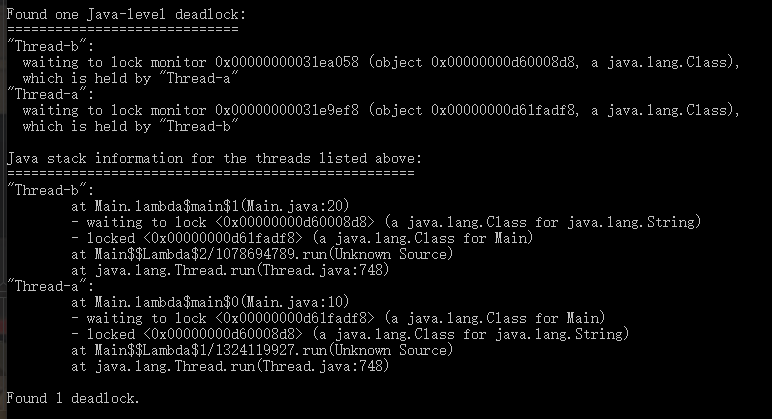 Found one Java-level deadlock:
=============================
"Thread-b":
  waiting to lock monitor 0x00000000031ea058 (object 0x00000000d60008d8, a java.lang.Class),
  which is held by "Thread-a"
"Thread-a":
  waiting to lock monitor 0x00000000031e9ef8 (object 0x00000000d61fadf8, a java.lang.Class),
  which is held by "Thread-b"

Java stack information for the threads listed above:
===================================================
"Thread-b":
        at Main.lambda$main$1(Main.java:20)
        - waiting to lock <0x00000000d60008d8> (a java.lang.Class for java.lang.String)
        - locked <0x00000000d61fadf8> (a java.lang.Class for Main)
        at Main$$Lambda$2/1078694789.run(Unknown Source)
        at java.lang.Thread.run(Thread.java:748)
"Thread-a":
        at Main.lambda$main$0(Main.java:10)
        - waiting to lock <0x00000000d61fadf8> (a java.lang.Class for Main)
        - locked <0x00000000d60008d8> (a java.lang.Class for java.lang.String)
        at Main$$Lambda$1/1324119927.run(Unknown Source)
        at java.lang.Thread.run(Thread.java:748)

Found 1 deadlock.